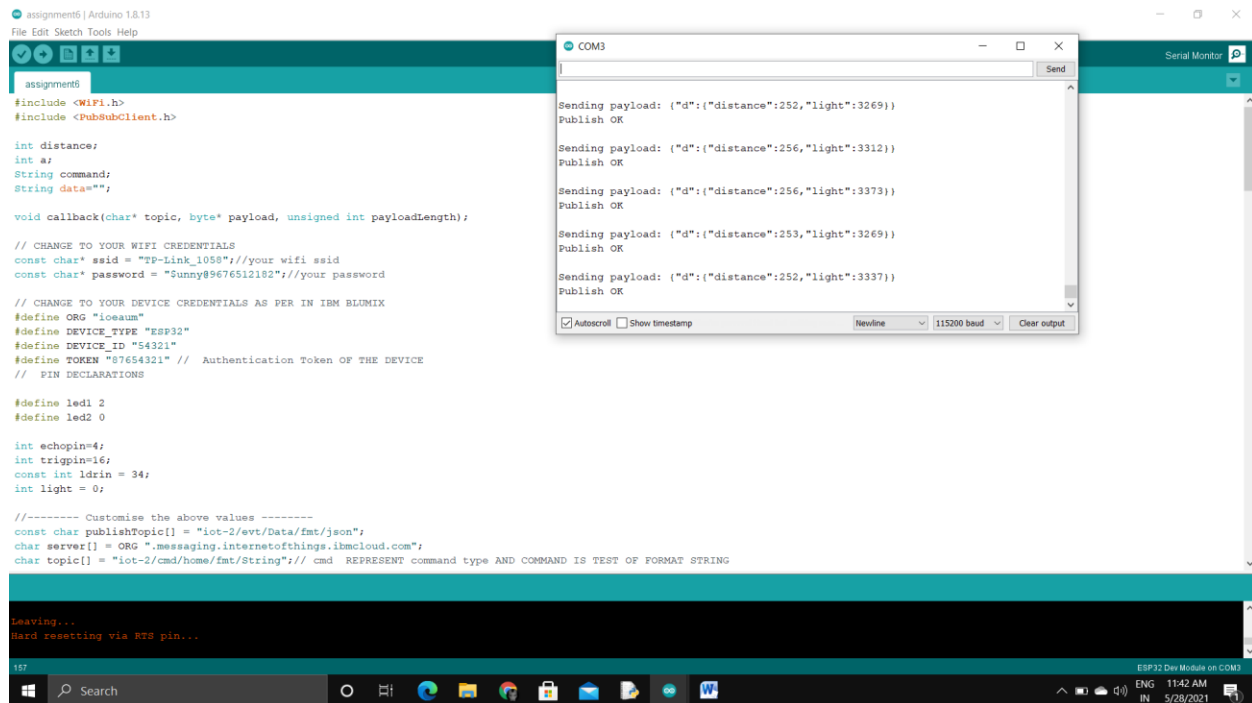 assignment6 | Arduino 1.8.13
File Edit Sketch Tools Help
Serial Monitor
assignment6
#include <WiFi.h>
#include <PubSubClient.h>
int distance;
int a;
String command;
String data="";
void callback(char* topic, byte* payload, unsigned int payloadLength);
// CHANGE TO YOUR WIFI CREDENTIALS
const char* ssid = "TP-Link_1058";//your wifi ssid
const char* password = "Sunny@9676512182";//your password
// CHANGE TO YOUR DEVICE CREDENTIALS AS PER IN IBM BLUMIX
#define ORG "ioeaum"
#define DEVICE_TYPE "ESP32"
#define DEVICE_ID "54321"
#define TOKEN "87654321" //  Authentication Token OF THE DEVICE
//  PIN DECLARATIONS
#define led1 2
#define led2 0
int echopin=4;
int trigpin=16;
const int ldrin = 34;
int light = 0;
//-------- Customise the above values --------
const char publishTopic[] = "iot-2/evt/Data/fmt/json";
char server[] = ORG ".messaging.internetofthings.ibmcloud.com";
char topic[] = "iot-2/cmd/home/fmt/String";// cmd  REPRESENT command type AND COMMAND IS TEST OF FORMAT STRING
COM3
Send
Sending payload: {"d":{"distance":252,"light":3269}}
Publish OK
Sending payload: {"d":{"distance":256,"light":3312}}
Publish OK
Sending payload: {"d":{"distance":256,"light":3373}}
Publish OK
Sending payload: {"d":{"distance":253,"light":3269}}
Publish OK
Sending payload: {"d":{"distance":252,"light":3337}}
Publish OK
Autoscroll Show timestamp Newline 115200 baud Clear output
Leaving...
Hard resetting via RTS pin...
157 ESP32 Dev Module on COM3
Search
ENG 11:42 AM
IN 5/28/2021